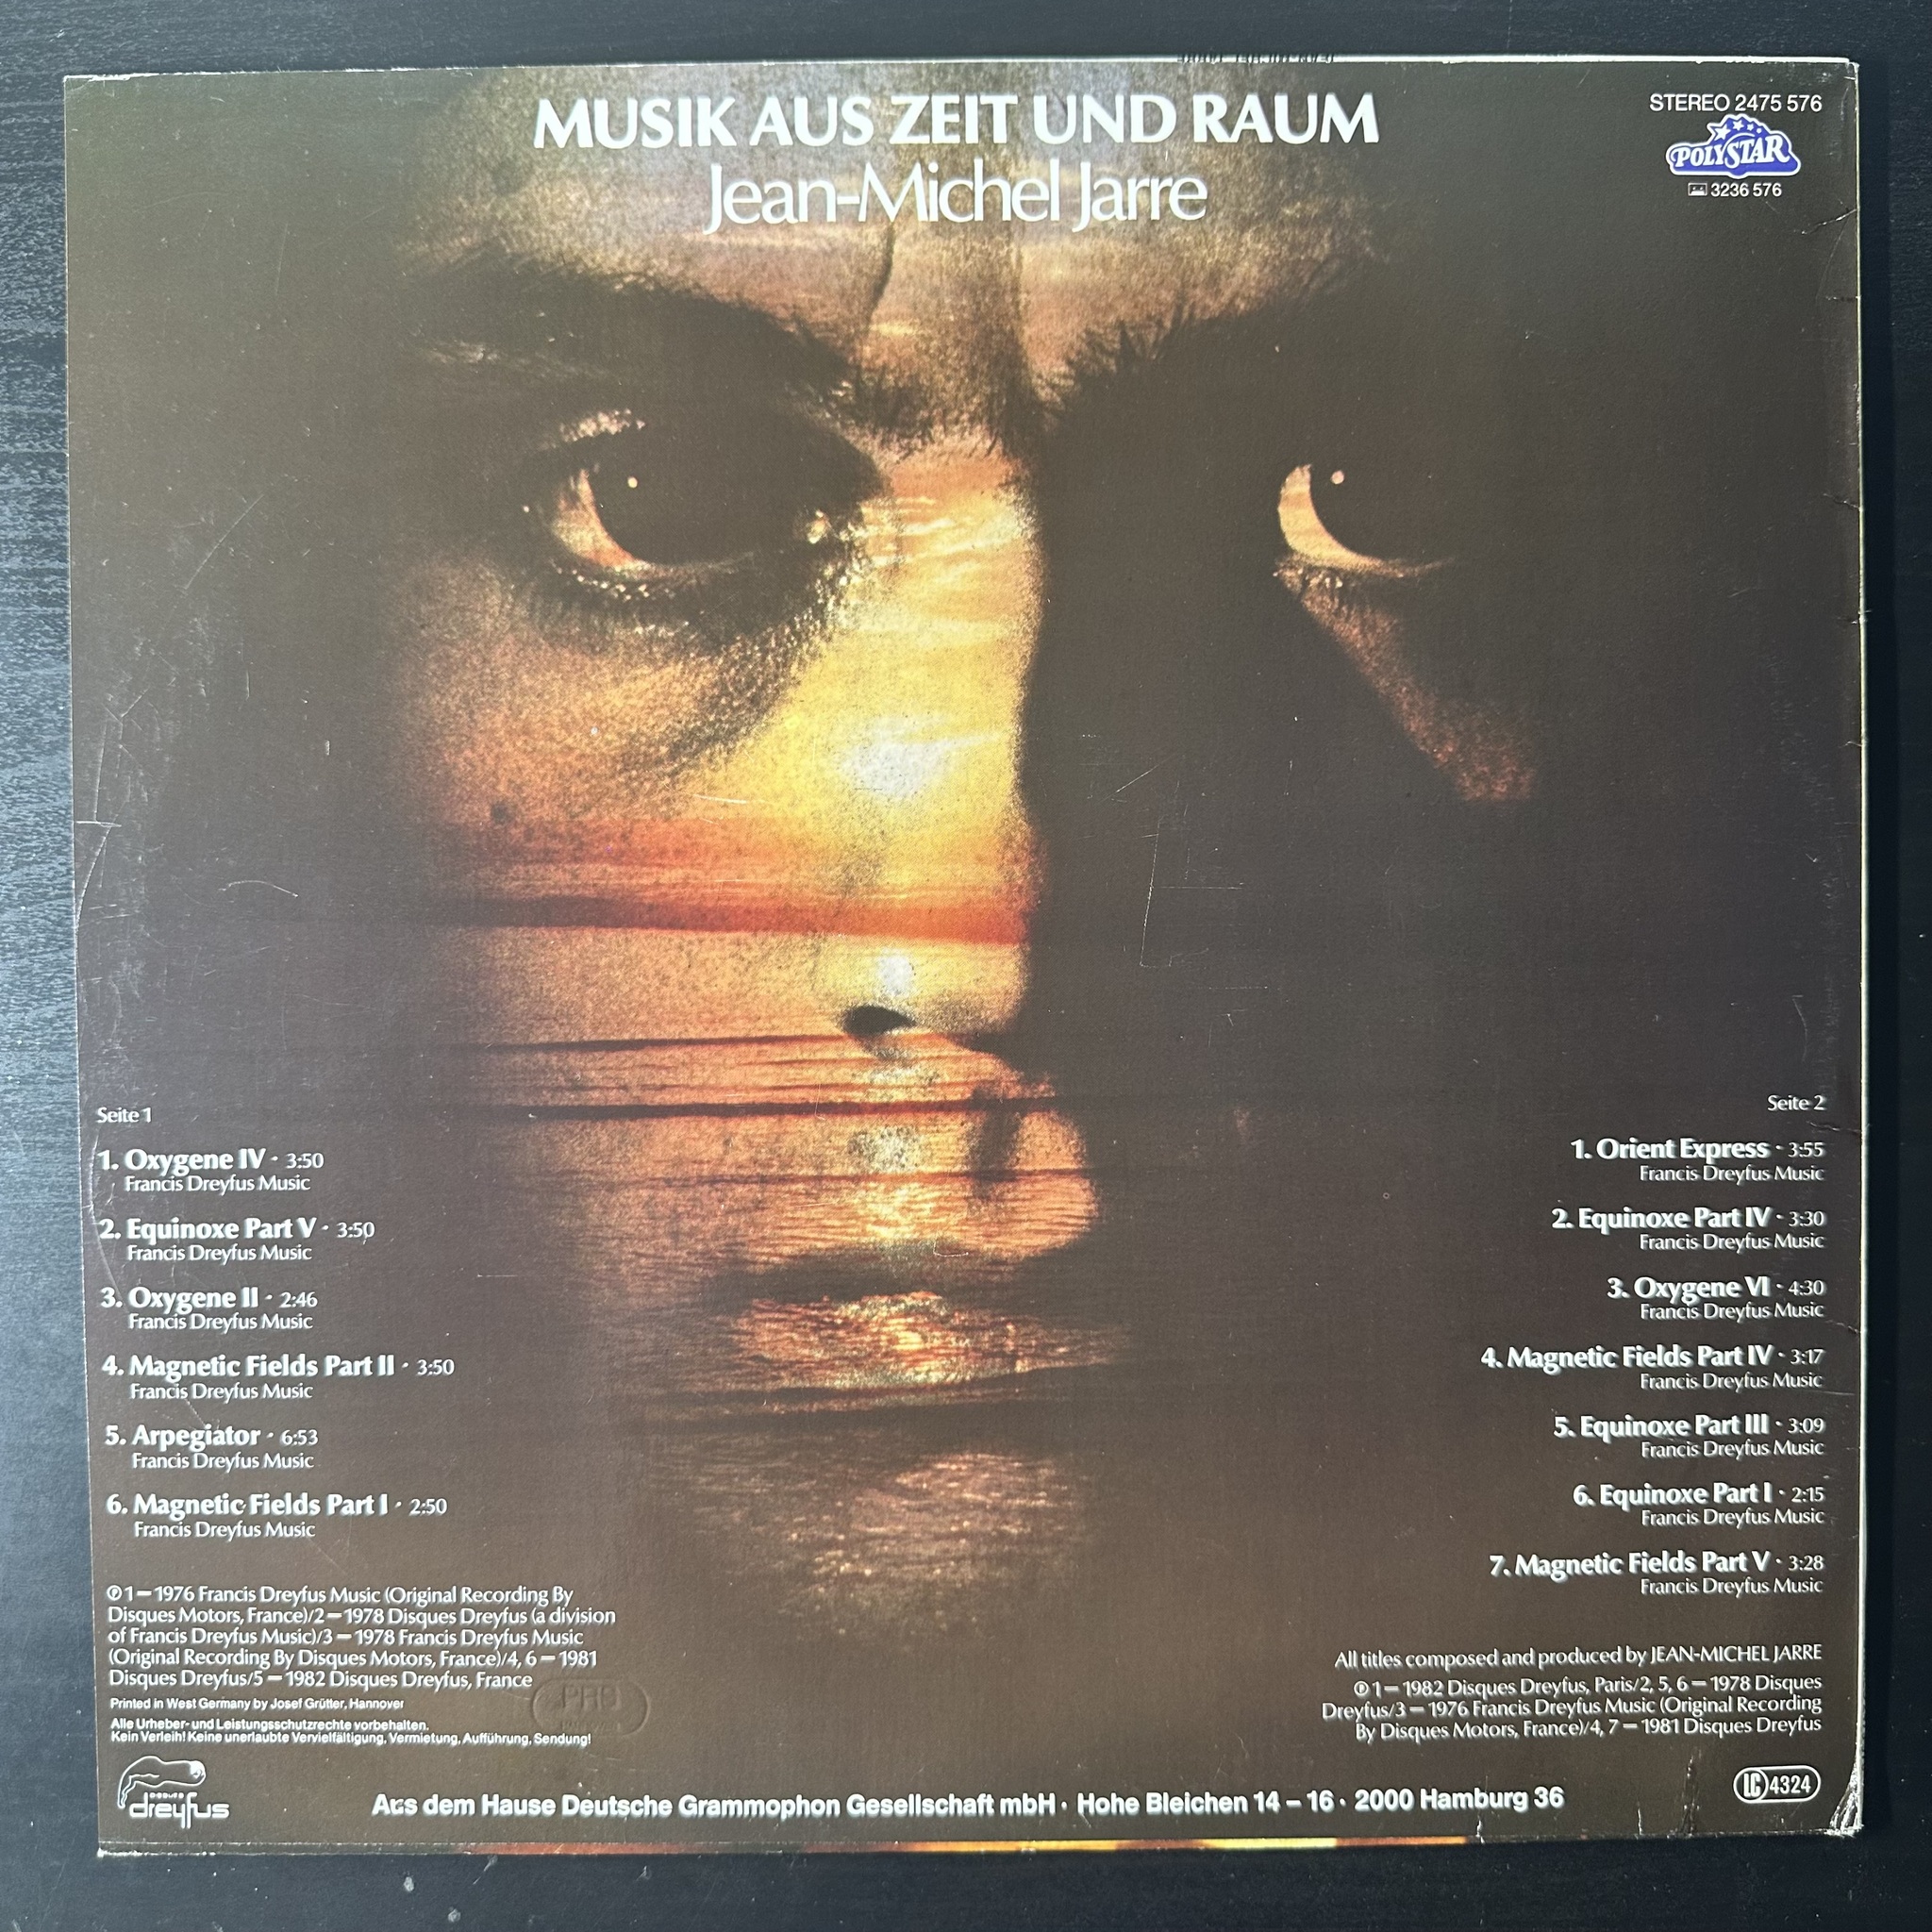 MUSIK AUS ZEIT UND RAUM
Jean-Michel Jarre
STEREO 2475 576
POLYSTAR
3236 576
Seite 1
1. Oxygene IV · 3:50
Francis Dreyfus Music
2. Equinoxe Part V · 3:50
Francis Dreyfus Music
3. Oxygene II · 2:46
Francis Dreyfus Music
4. Magnetic Fields Part II · 3:50
Francis Dreyfus Music
5. Arpegiator · 6:53
Francis Dreyfus Music
6. Magnetic Fields Part I · 2:50
Francis Dreyfus Music
℗ 1 – 1976 Francis Dreyfus Music (Original Recording By
Disques Motors, France)/2 – 1978 Disques Dreyfus (a division
of Francis Dreyfus Music)/3 – 1978 Francis Dreyfus Music
(Original Recording By Disques Motors, France)/4, 6 – 1981
Disques Dreyfus/5 – 1982 Disques Dreyfus, France
Printed in West Germany by Josef Grütter, Hannover
Alle Urheber- und Leistungsschutzrechte vorbehalten.
Kein Verleih! Keine unerlaubte Vervielfältigung, Vermietung, Aufführung, Sendung!
Seite 2
1. Orient Express · 3:55
Francis Dreyfus Music
2. Equinoxe Part IV · 3:30
Francis Dreyfus Music
3. Oxygene VI · 4:30
Francis Dreyfus Music
4. Magnetic Fields Part IV · 3:17
Francis Dreyfus Music
5. Equinoxe Part III · 3:09
Francis Dreyfus Music
6. Equinoxe Part I · 2:15
Francis Dreyfus Music
7. Magnetic Fields Part V · 3:28
Francis Dreyfus Music
All titles composed and produced by JEAN-MICHEL JARRE
℗ 1 – 1982 Disques Dreyfus, Paris/2, 5, 6 – 1978 Disques
Dreyfus/3 – 1976 Francis Dreyfus Music (Original Recording
By Disques Motors, France)/4, 7 – 1981 Disques Dreyfus
disques
dreyfus
Aus dem Hause Deutsche Grammophon Gesellschaft mbH · Hohe Bleichen 14 – 16 · 2000 Hamburg 36
LC 4324